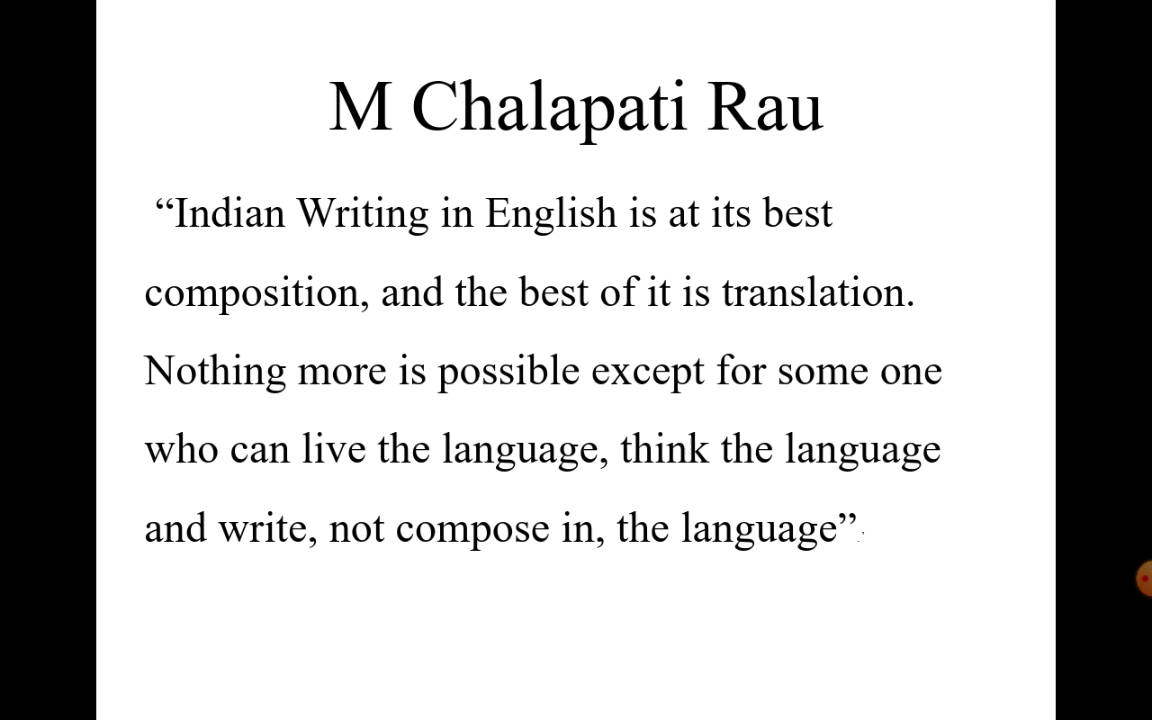 M Chalapati Rau
“Indian Writing in English is at its best
composition, and the best of it is translation.
Nothing more is possible except for some one
who can live the language, think the language
and write, not compose in, the language”.